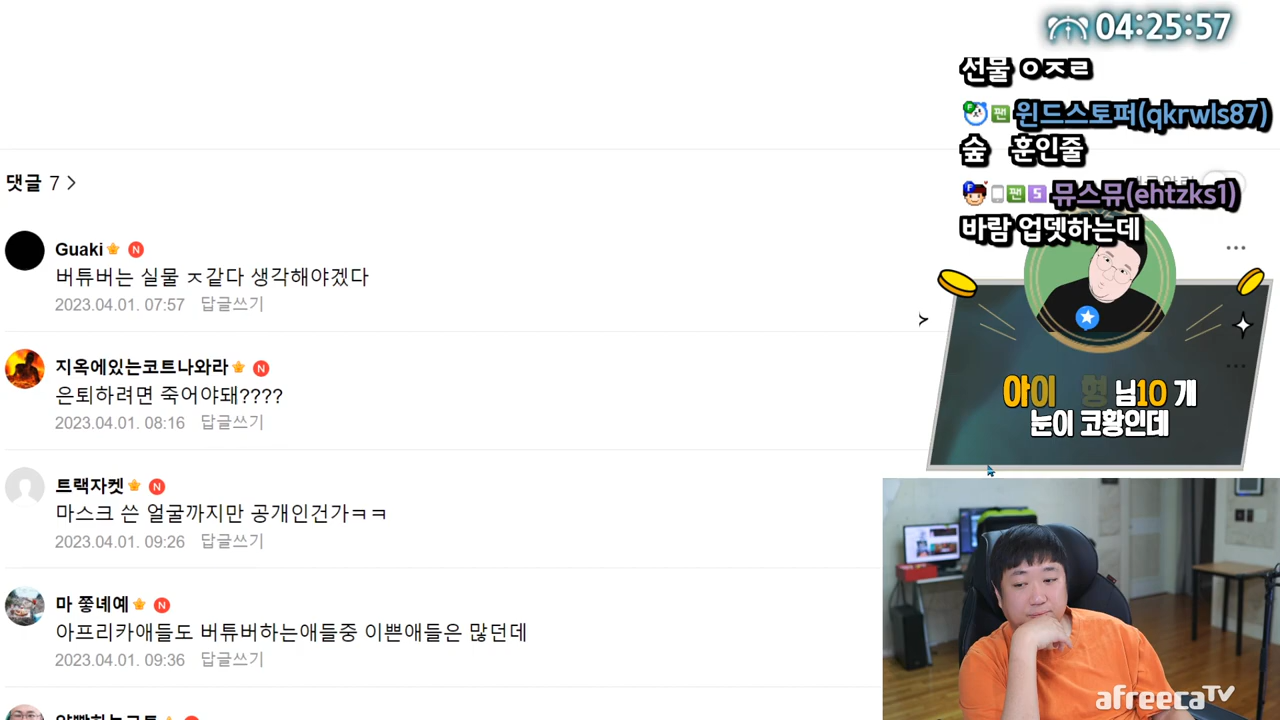 04:25:57
선물 ㅇㅈㄹ
윈드스토퍼(qkrwls87)
숲 훈인줄
뮤스뮤(ehtzks1)
바람 업뎃하는데
댓글 7
Guaki N
버튜버는 실물 ㅈ같다 생각해야겠다
2023.04.01. 07:57 답글쓰기
지옥에있는코트나와라 N
은퇴하려면 죽어야돼????
2023.04.01. 08:16 답글쓰기
아이 형 님10 개
눈이 코황인데
트랙자켓 N
마스크 쓴 얼굴까지만 공개인건가ㅋㅋ
2023.04.01. 09:26 답글쓰기
마 쫗네예 N
아프리카애들도 버튜버하는애들중 이쁜애들은 많던데
2023.04.01. 09:36 답글쓰기
afreecaTV